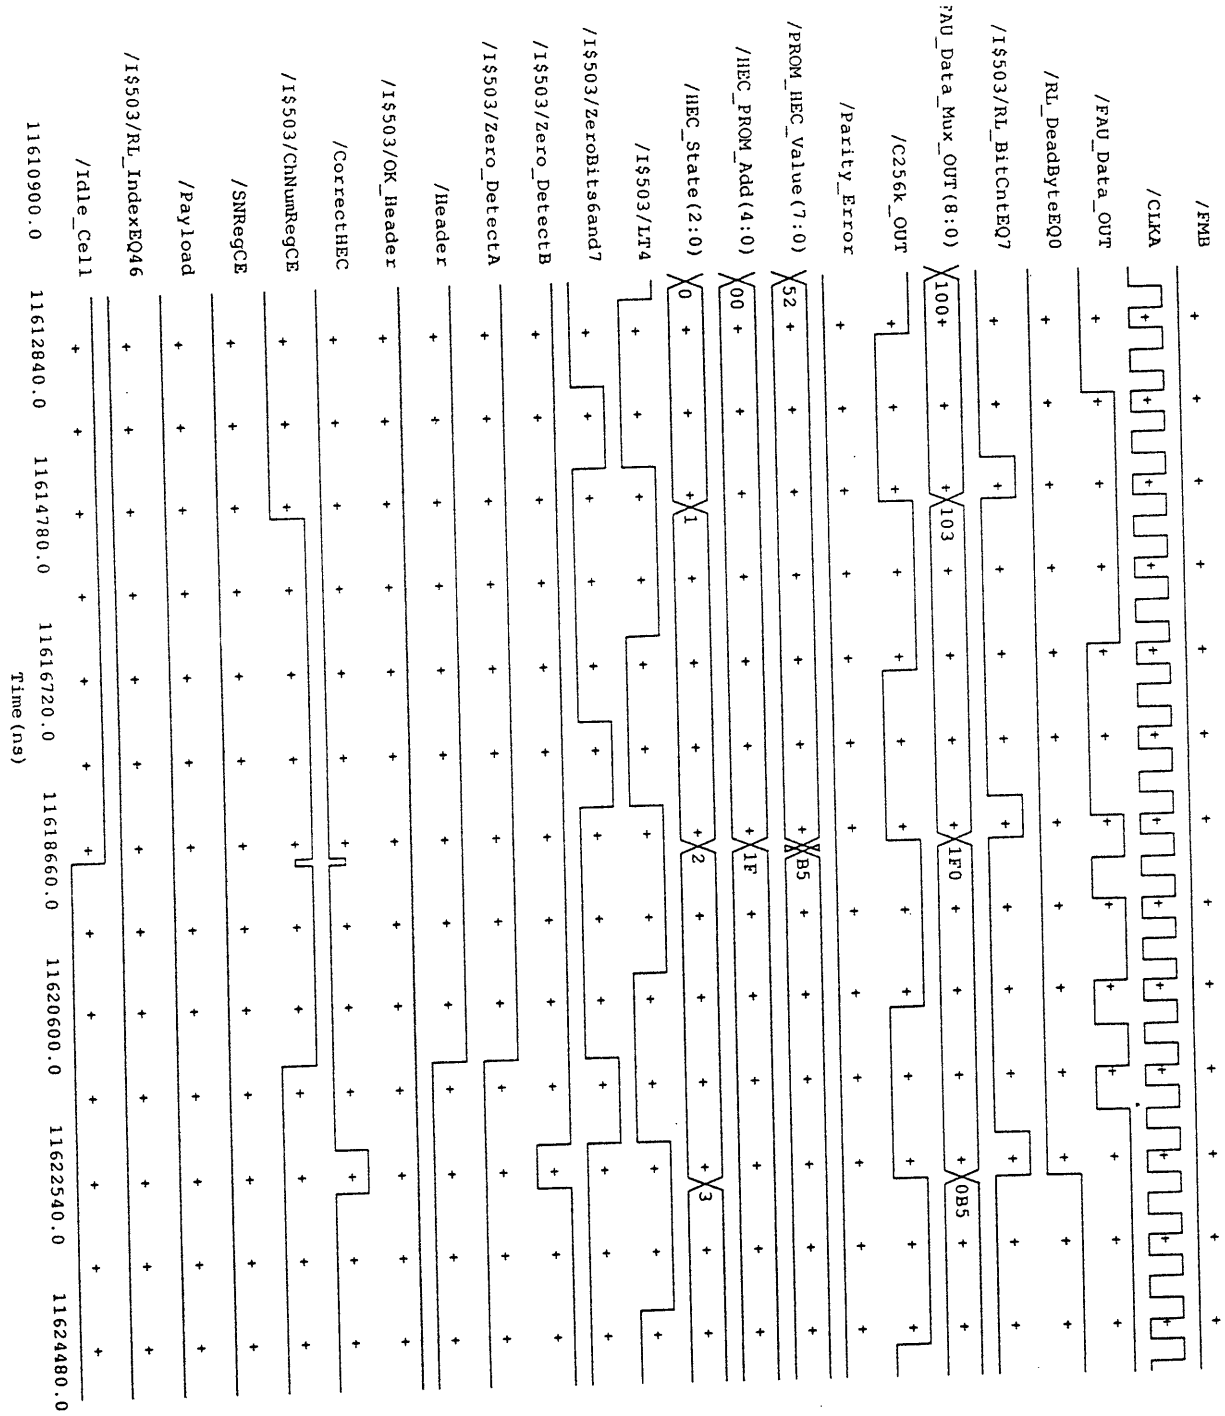 /FMB
/CLKA
/FAU_Data_OUT
/RL_DeadByteEQ0
/I$503/RL_BitCntEQ7
?AU_Data_Mux_OUT(8:0) 100 103 1F0 0B5
/C256k_OUT
/Parity_Error
/PROM_HEC_Value(7:0) 52 B5
/HEC_PROM_Add(4:0) 00 1F
/HEC_State(2:0) 0 1 2 3
/I$503/LT4
/I$503/ZeroBits6and7
/I$503/Zero_DetectB
/I$503/Zero_DetectA
/Header
/I$503/OK_Header
/CorrectHEC
/I$503/ChNumRegCE
/SNRegCE
/Payload
/I$503/RL_IndexEQ46
/Idle_Cell
11610900.0 11612840.0 11614780.0 11616720.0 11618660.0 11620600.0 11622540.0 11624480.0
Time(ns)